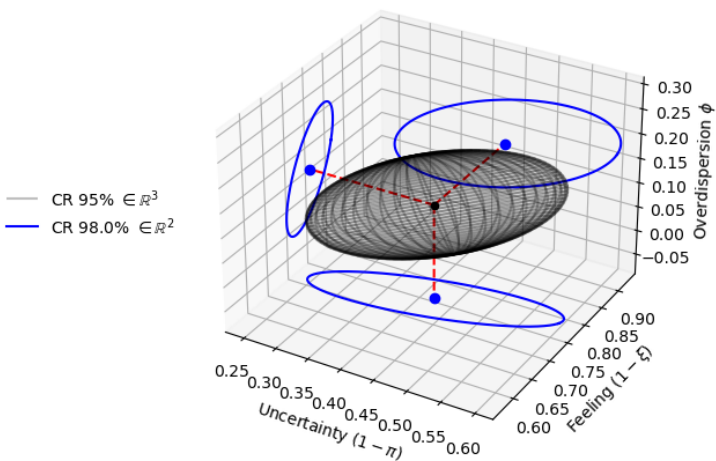 CR 95% ∈ ℝ³
CR 98.0% ∈ ℝ²
0.30
0.25
0.20
0.15
0.10
0.05
0.00
−0.05
Overdispersion ϕ
0.90
0.85
0.80
0.75
0.70
0.65
0.60
Feeling (1 − ξ)
0.25 0.30 0.35 0.40 0.45 0.50 0.55 0.60
Uncertainty (1 − π)